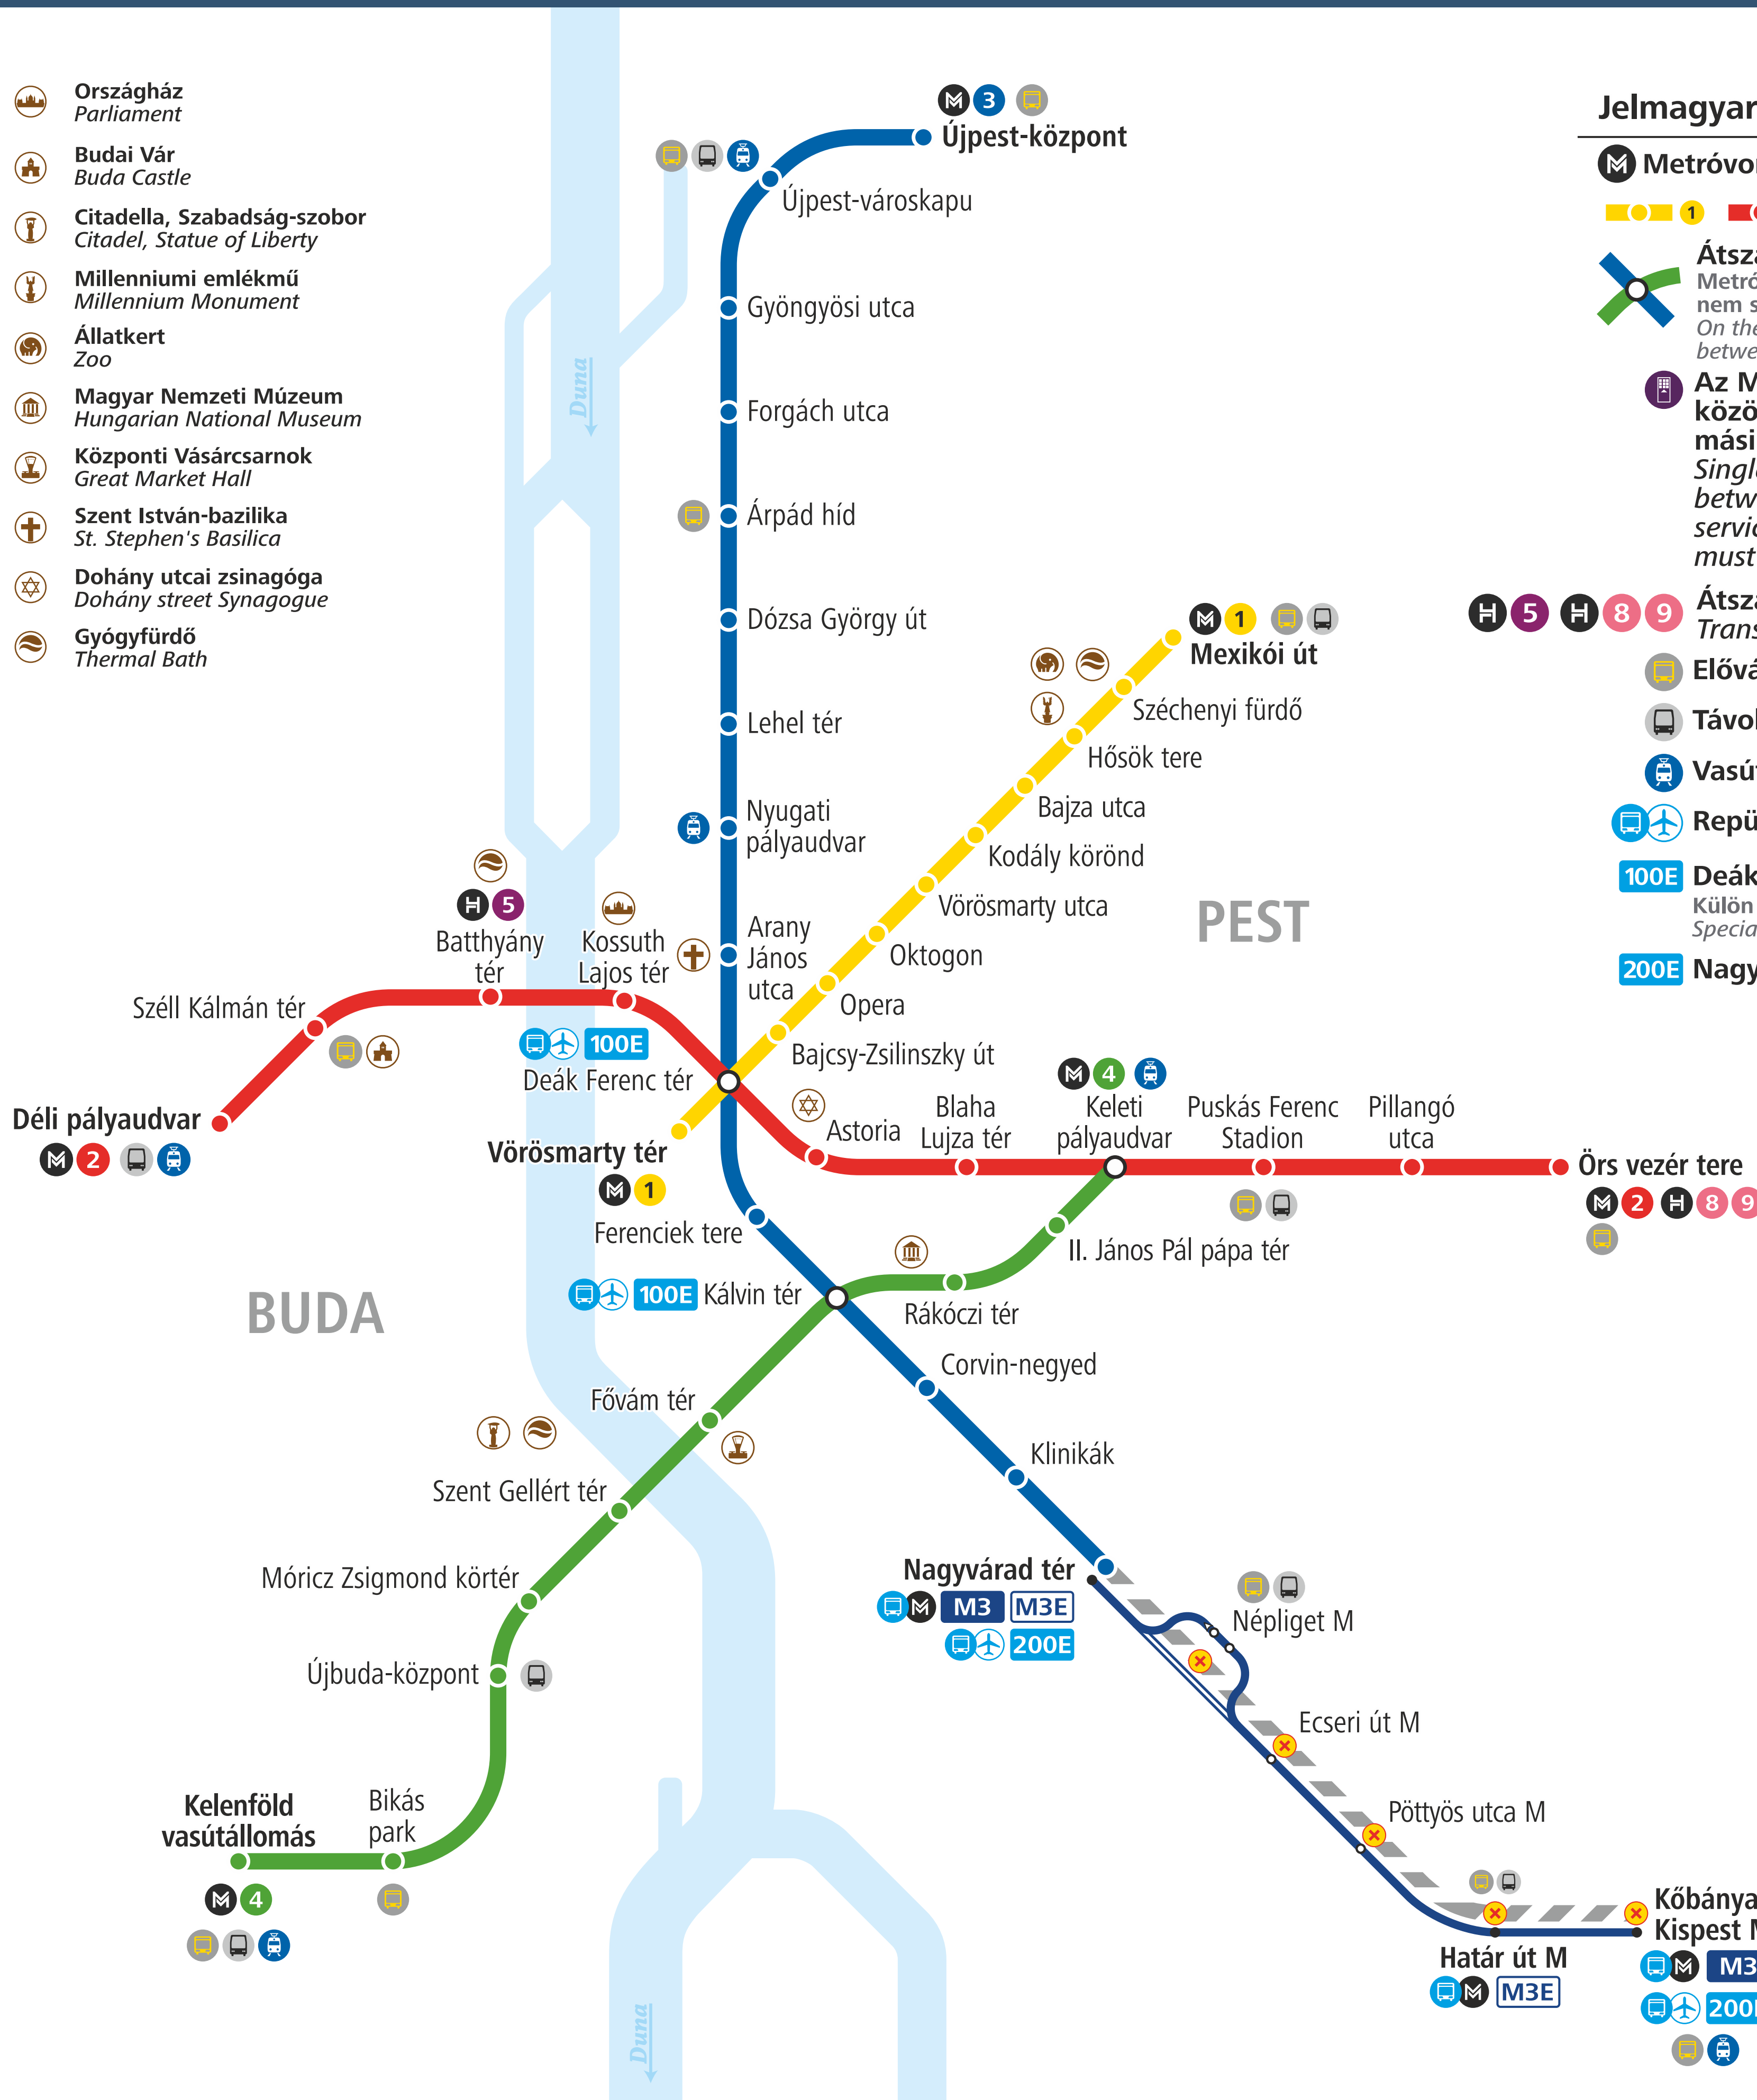 Országház
Parliament
Budai Vár
Buda Castle
Citadella, Szabadság-szobor
Citadel, Statue of Liberty
Millenniumi emlékmű
Millennium Monument
Állatkert
Zoo
Magyar Nemzeti Múzeum
Hungarian National Museum
Központi Vásárcsarnok
Great Market Hall
Szent István-bazilika
St. Stephen's Basilica
Dohány utcai zsinagóga
Dohány street Synagogue
Gyógyfürdő
Thermal Bath
M 3
Újpest-központ
Újpest-városkapu
Gyöngyösi utca
Duna
Forgách utca
Árpád híd
Dózsa György út
Lehel tér
Nyugati
pályaudvar
Arany
János
utca
M 1
Mexikói út
Széchenyi fürdő
Hősök tere
Bajza utca
Kodály körönd
Vörösmarty utca
Oktogon
Opera
Bajcsy-Zsilinszky út
PEST
H 5
Batthyány
tér
Kossuth
Lajos tér
Széll Kálmán tér
100E
Deák Ferenc tér
Déli pályaudvar
M 2
Vörösmarty tér
M 1
Astoria
Blaha
Lujza tér
M 4
Keleti
pályaudvar
Puskás Ferenc
Stadion
Pillangó
utca
Örs vezér tere
M 2 H 8 9
Ferenciek tere
II. János Pál pápa tér
100E Kálvin tér
Rákóczi tér
BUDA
Corvin-negyed
Fővám tér
Klinikák
Szent Gellért tér
Móricz Zsigmond körtér
Újbuda-központ
Kelenföld
vasútállomás
M 4
Bikás
park
Nagyvárad tér
M M3 M3E
200E
Népliget M
Ecseri út M
Pöttyös utca M
Határ út M
M M3E
Kőbánya
Kispest M
M M3
200E
Duna
Jelmagyar
M Metróvon
1
Átsza
Metró
nem s
On the
betwe
Az M
közö
mási
Single
betw
servic
must
H 5 H 8 9
Átsza
Trans
Elővá
Távol
Vasút
Repü
100E Deák
Külön
Specia
200E Nagy